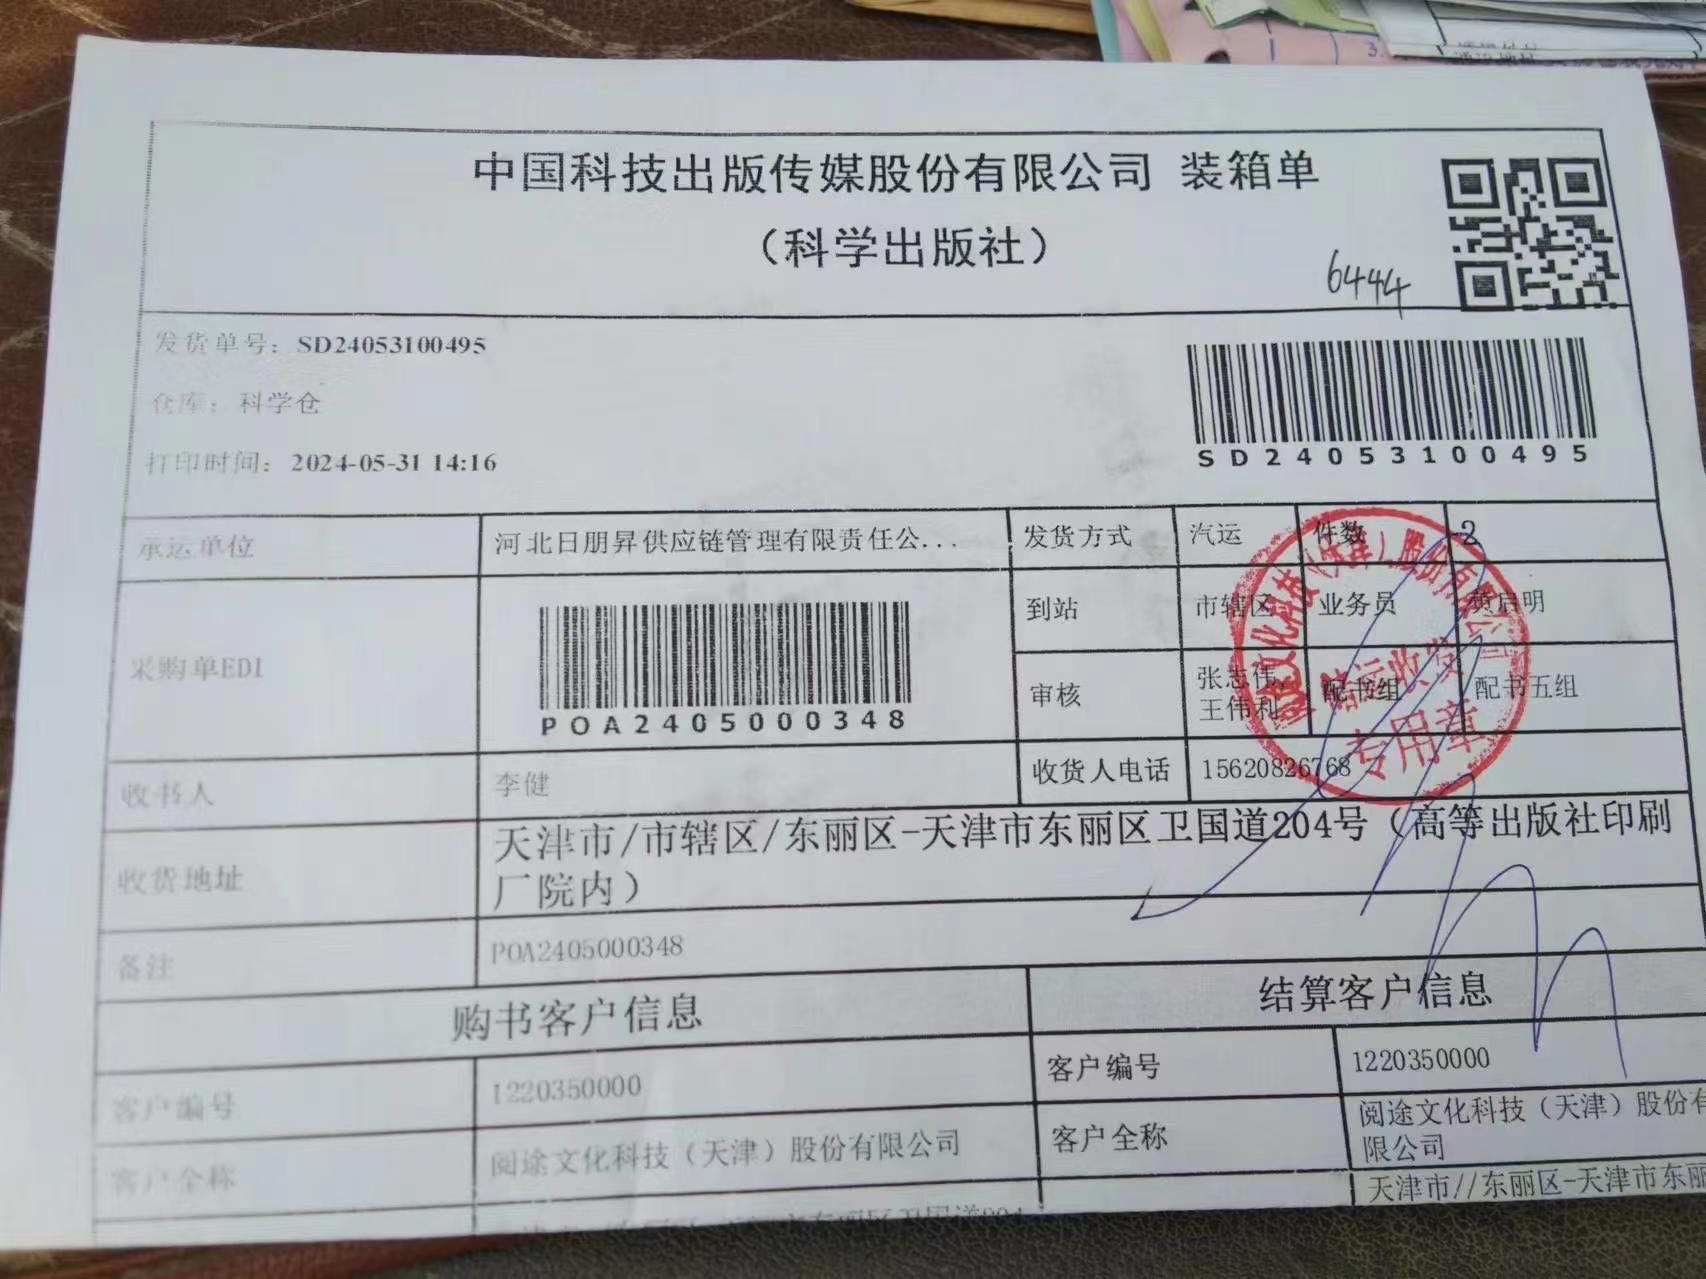 中国科技出版传媒股份有限公司 装箱单
（科学出版社）
6444
发货单号：SD24053100495
仓库：科学仓
打印时间：2024-05-31 14:16
SD24053100495
承运单位 河北日朋昇供应链管理有限责任公... 发货方式 汽运 件数 2
采购单EDI
POA2405000348
到站 市辖区 业务员 黄启明
审核 张志伟,王伟利 配书组 配书五组
收书人 李健 收货人电话 15620826768
收货地址 天津市/市辖区/东丽区-天津市东丽区卫国道204号（高等出版社印刷
厂院内）
备注 POA2405000348
购书客户信息 结算客户信息
客户编号 1220350000 客户编号 1220350000
客户全称 阅途文化科技（天津）股份有限公司 客户全称 阅途文化科技（天津）股份有
限公司
天津市//东丽区-天津市东丽
专用章